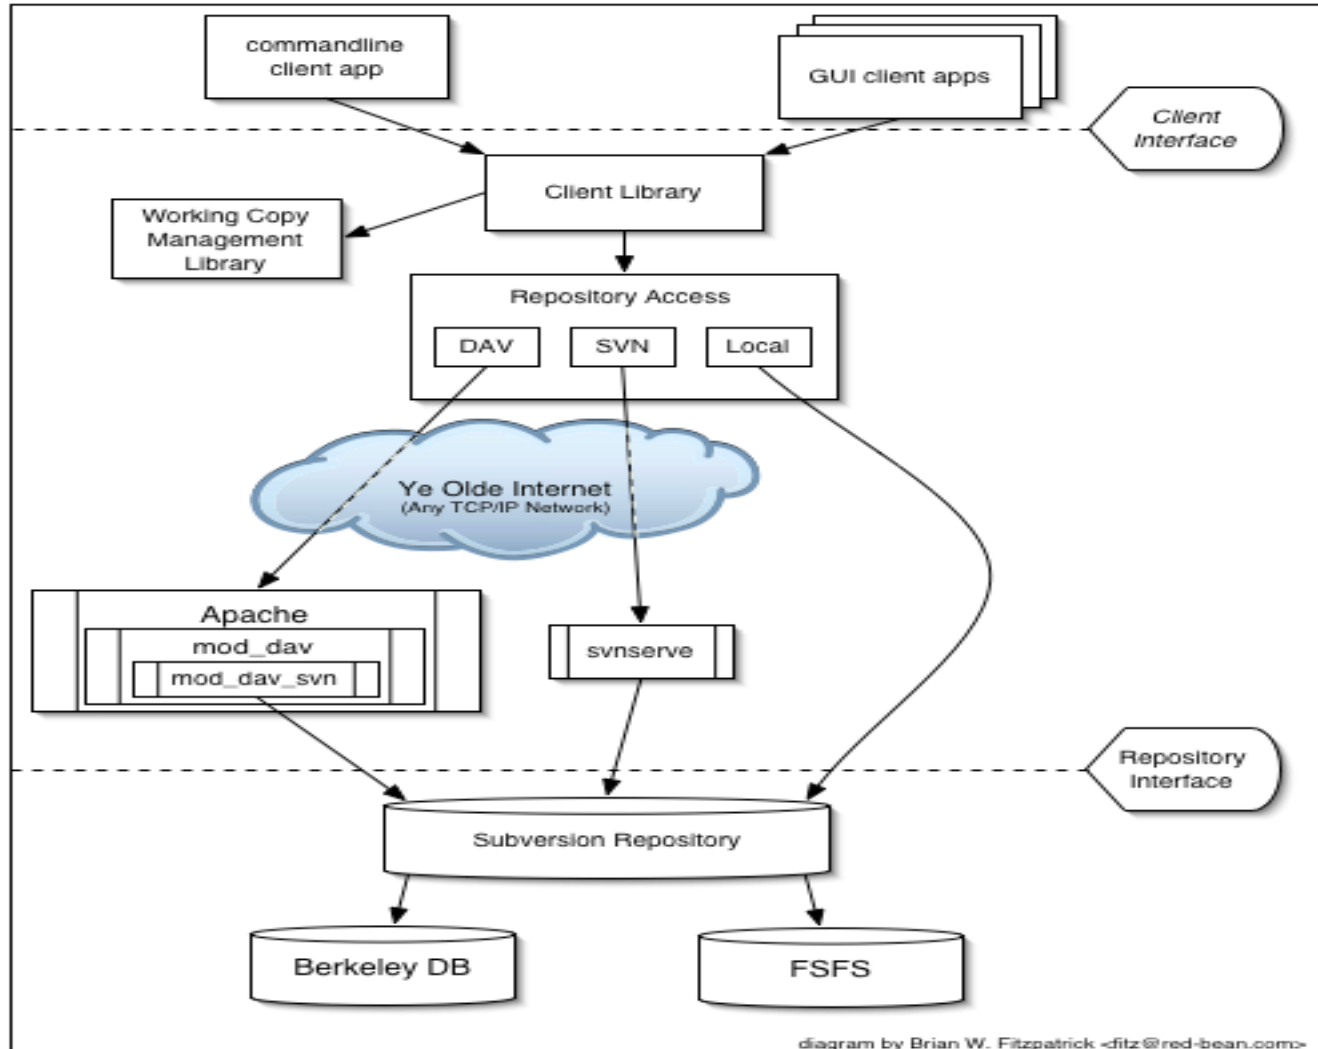 commandline
client app
GUI client apps
Client
Interface
Client Library
Working Copy
Management
Library
Repository Access
DAV
SVN
Local
Ye Olde Internet
(Any TCP/IP Network)
Apache
mod_dav
mod_dav_svn
svnserve
Repository
Interface
Subversion Repository
Berkeley DB
FSFS
diagram by Brian W. Fitzpatrick <fitz@red-bean.com>